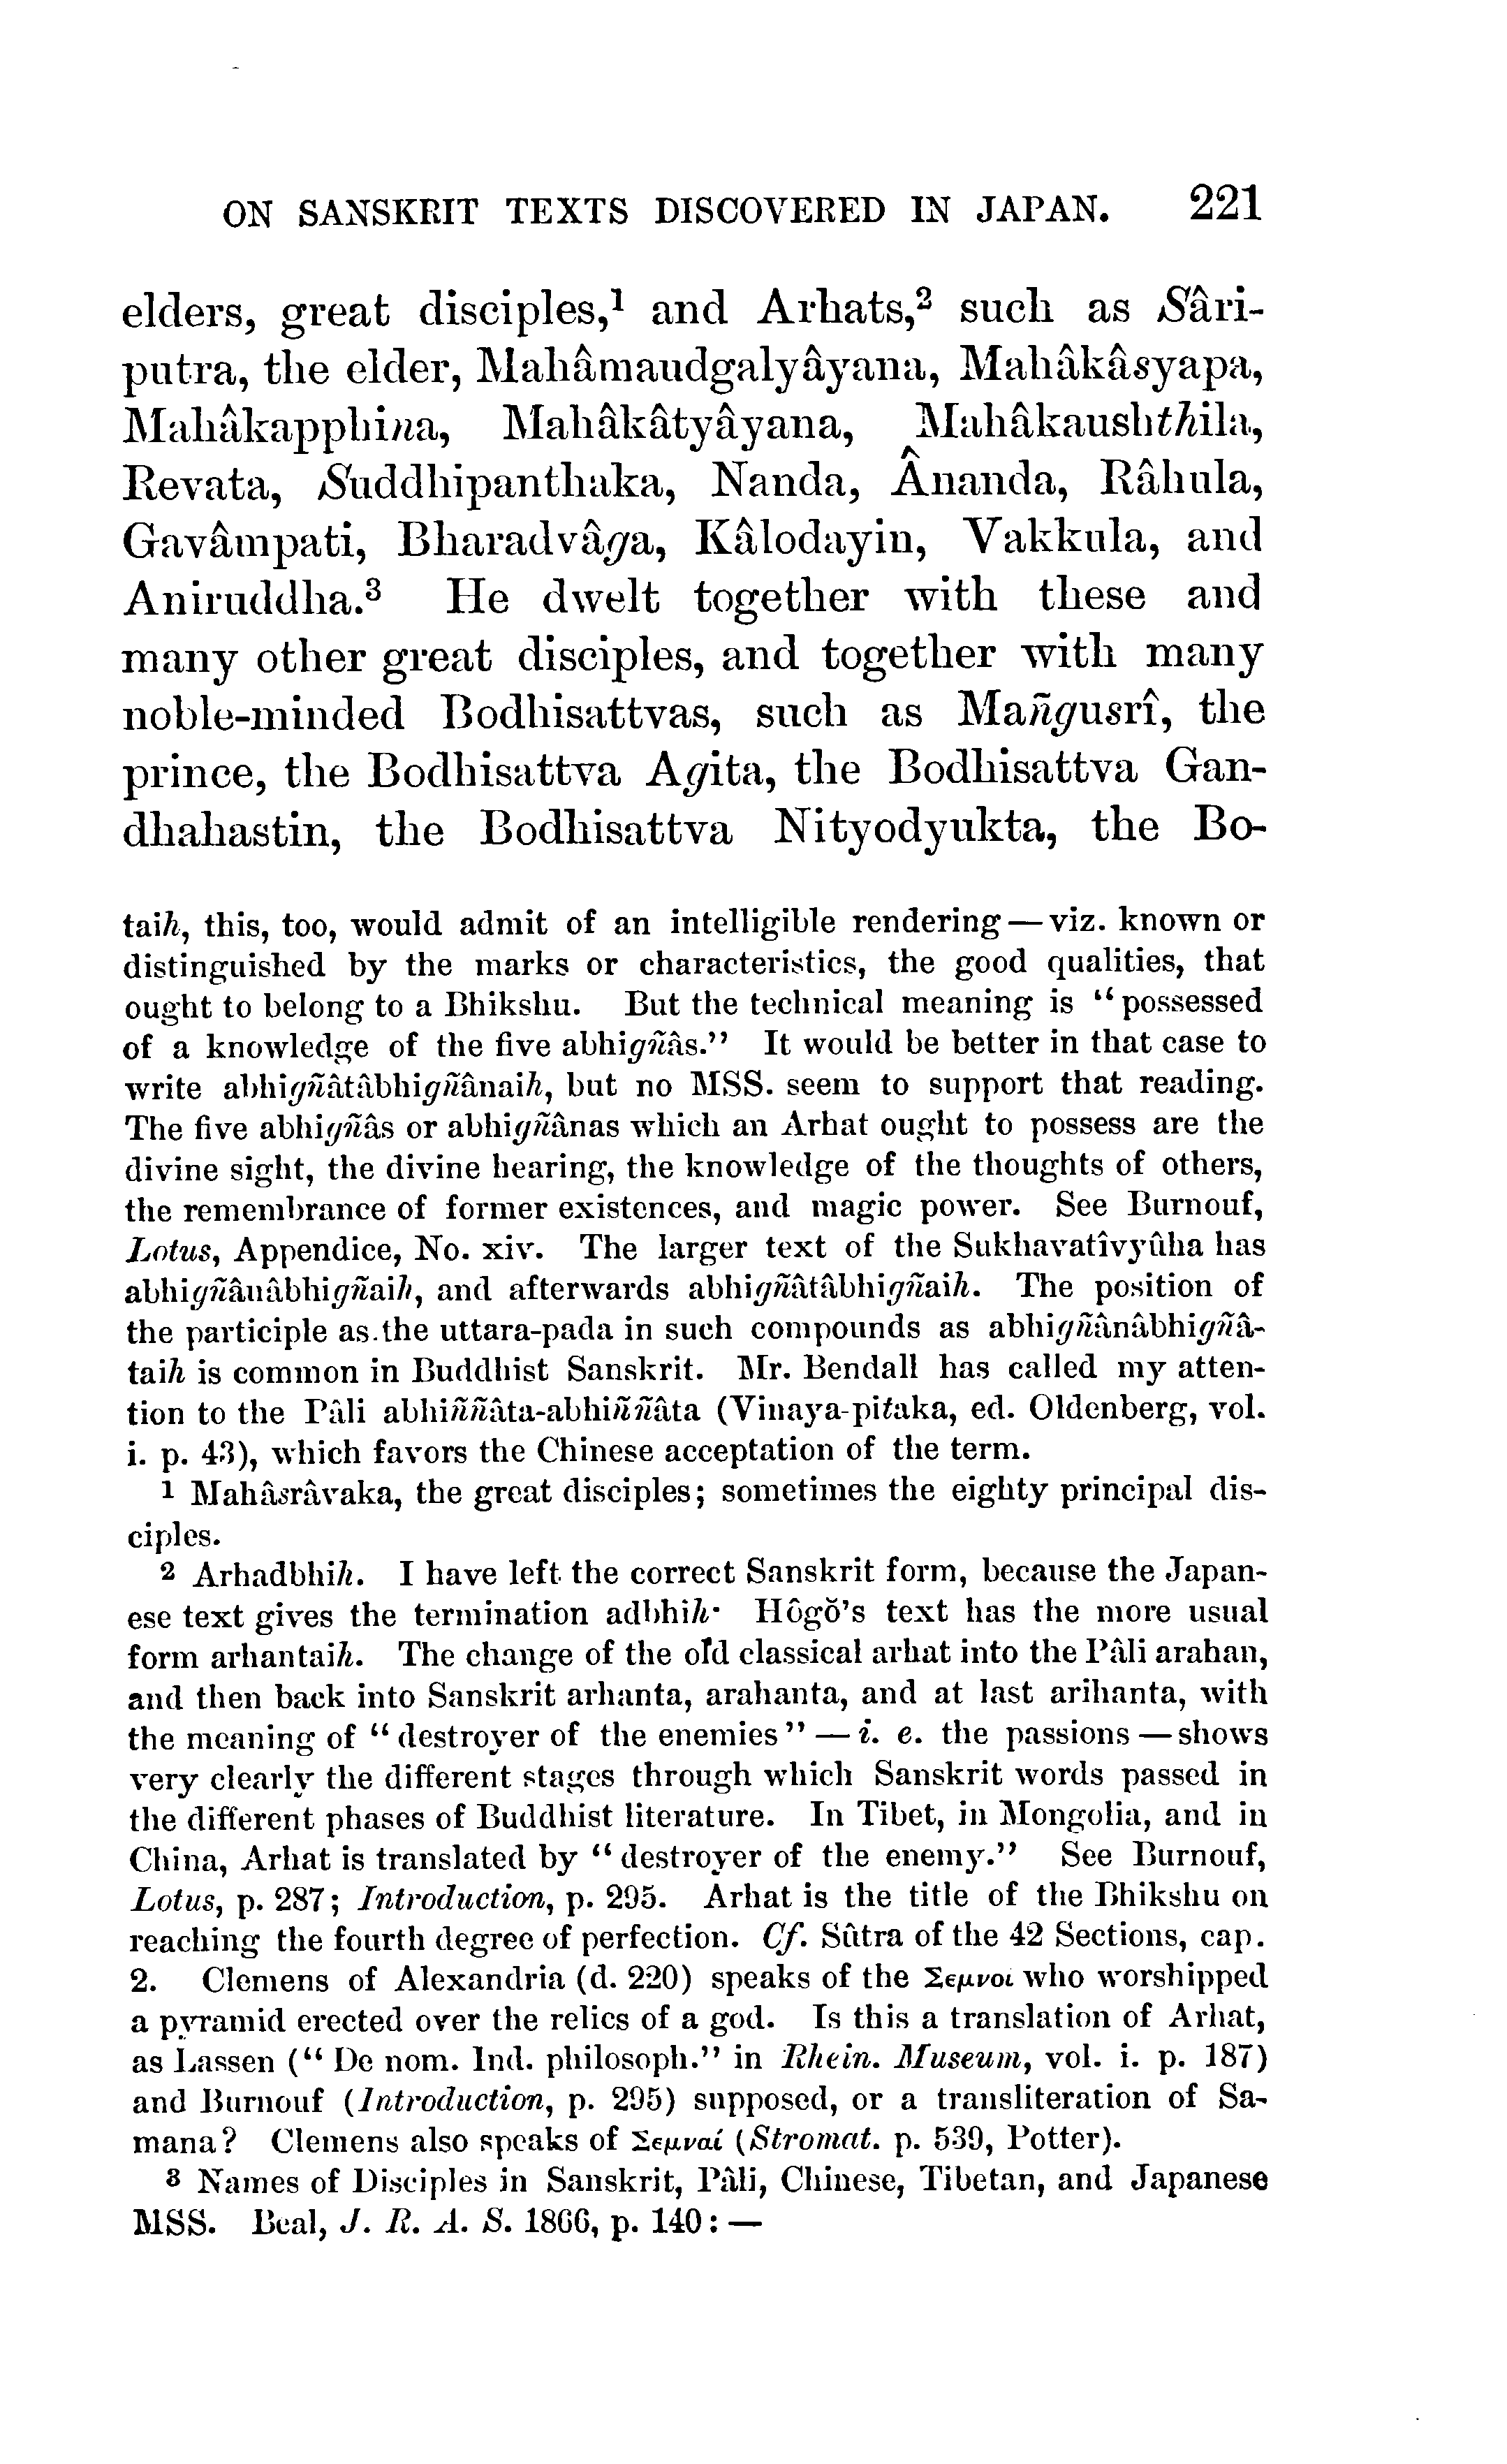 ON SANSKRIT TEXTS DISCOVERED IN JAPAN. 221
elders, great disciples,¹ and Arhats,² such as Sâri-
putra, the elder, Mahâmaudgalyâyana, Mahâkâsyapa,
Mahâkapphina, Mahâkâtyâyana, Mahâkaushthila,
Revata, Suddhipanthaka, Nanda, Ânanda, Râhula,
Gavâmpati, Bharadvâga, Kâlodayin, Vakkula, and
Aniruddha.³ He dwelt together with these and
many other great disciples, and together with many
noble-minded Bodhisattvas, such as Mañgusrî, the
prince, the Bodhisattva Agita, the Bodhisattva Gan-
dhahastin, the Bodhisattva Nityodyukta, the Bo-
taih, this, too, would admit of an intelligible rendering — viz. known or
distinguished by the marks or characteristics, the good qualities, that
ought to belong to a Bhikshu. But the technical meaning is “possessed
of a knowledge of the five abhigñâs.” It would be better in that case to
write abhigñâtâbhigñânaih, but no MSS. seem to support that reading.
The five abhigñâs or abhigñânas which an Arhat ought to possess are the
divine sight, the divine hearing, the knowledge of the thoughts of others,
the remembrance of former existences, and magic power. See Burnouf,
Lotus, Appendice, No. xiv. The larger text of the Sukhavatîvyûha has
abhigñânâbhigñaih, and afterwards abhigñâtâbhigñaih. The position of
the participle as the uttara-pada in such compounds as abhigñânâbhigñâ-
taih is common in Buddhist Sanskrit. Mr. Bendall has called my atten-
tion to the Pâli abhiññâta-abhiññâta (Vinaya-pitaka, ed. Oldenberg, vol.
i. p. 43), which favors the Chinese acceptation of the term.
1 Mahâsrâvaka, the great disciples; sometimes the eighty principal dis-
ciples.
2 Arhadbhih. I have left the correct Sanskrit form, because the Japan-
ese text gives the termination adbhih· Hôgŏ’s text has the more usual
form arhantaih. The change of the old classical arhat into the Pâli arahan,
and then back into Sanskrit arhanta, arahanta, and at last arihanta, with
the meaning of “destroyer of the enemies” — i. e. the passions — shows
very clearly the different stages through which Sanskrit words passed in
the different phases of Buddhist literature. In Tibet, in Mongolia, and in
China, Arhat is translated by “destroyer of the enemy.” See Burnouf,
Lotus, p. 287; Introduction, p. 295. Arhat is the title of the Bhikshu on
reaching the fourth degree of perfection. Cf. Sûtra of the 42 Sections, cap.
2. Clemens of Alexandria (d. 220) speaks of the Σεμνοι who worshipped
a pyramid erected over the relics of a god. Is this a translation of Arhat,
as Lassen (“De nom. Ind. philosoph.” in Rhein. Museum, vol. i. p. 187)
and Burnouf (Introduction, p. 295) supposed, or a transliteration of Sa-
mana? Clemens also speaks of Σεμναί (Stromat. p. 539, Potter).
3 Names of Disciples in Sanskrit, Pâli, Chinese, Tibetan, and Japanese
MSS. Beal, J. R. A. S. 1866, p. 140: —